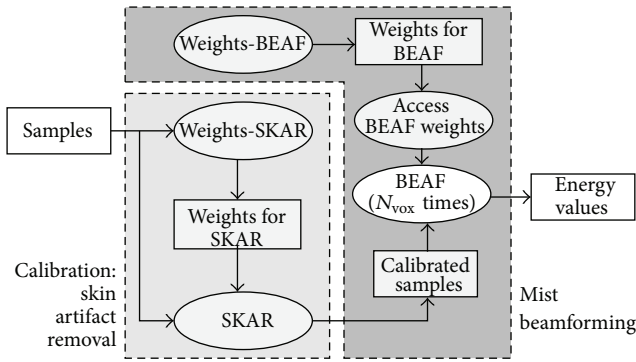 Weights-BEAF
Weights for
BEAF
Access
BEAF weights
Samples
Weights-SKAR
BEAF
(Nvox times)
Energy
values
Weights for
SKAR
Calibrated
samples
Calibration:
skin
artifact
removal
SKAR
Mist
beamforming